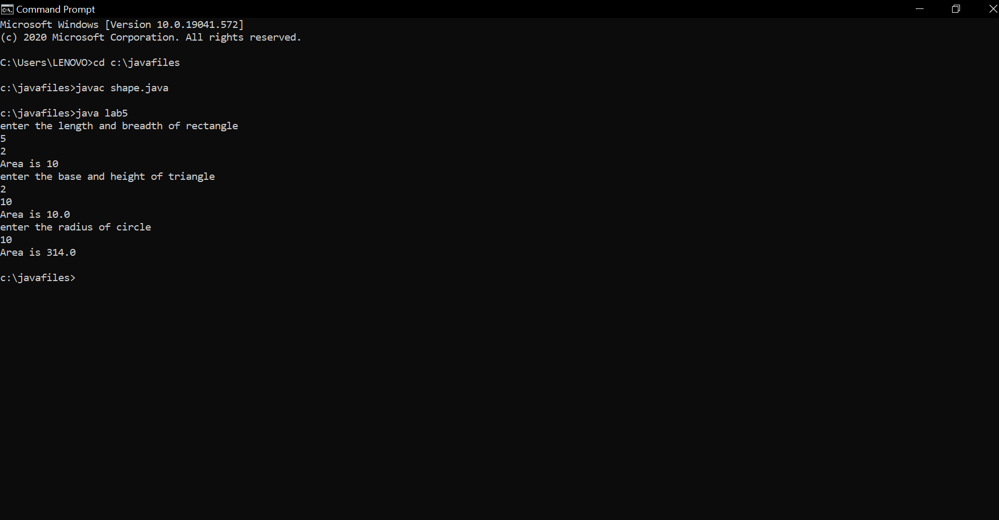 Command Prompt
Microsoft Windows [Version 10.0.19041.572]
(c) 2020 Microsoft Corporation. All rights reserved.
C:\Users\LENOVO>cd c:\javafiles
c:\javafiles>javac shape.java
c:\javafiles>java lab5
enter the length and breadth of rectangle
5
2
Area is 10
enter the base and height of triangle
2
10
Area is 10.0
enter the radius of circle
10
Area is 314.0
c:\javafiles>